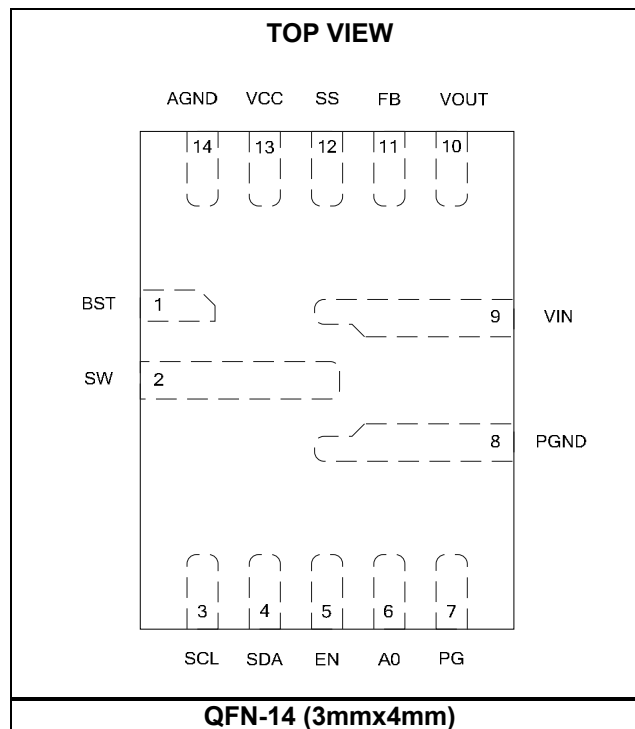 TOP VIEW
AGND VCC SS FB VOUT
14 13 12 11 10
BST 1
9 VIN
SW 2
8 PGND
3 4 5 6 7
SCL SDA EN A0 PG
QFN-14 (3mmx4mm)